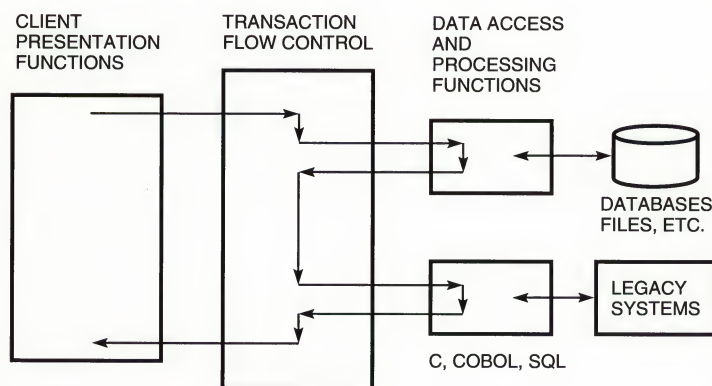 CLIENT
PRESENTATION
FUNCTIONS
TRANSACTION
FLOW CONTROL
DATA ACCESS
AND
PROCESSING
FUNCTIONS
DATABASES
FILES, ETC.
LEGACY
SYSTEMS
C, COBOL, SQL